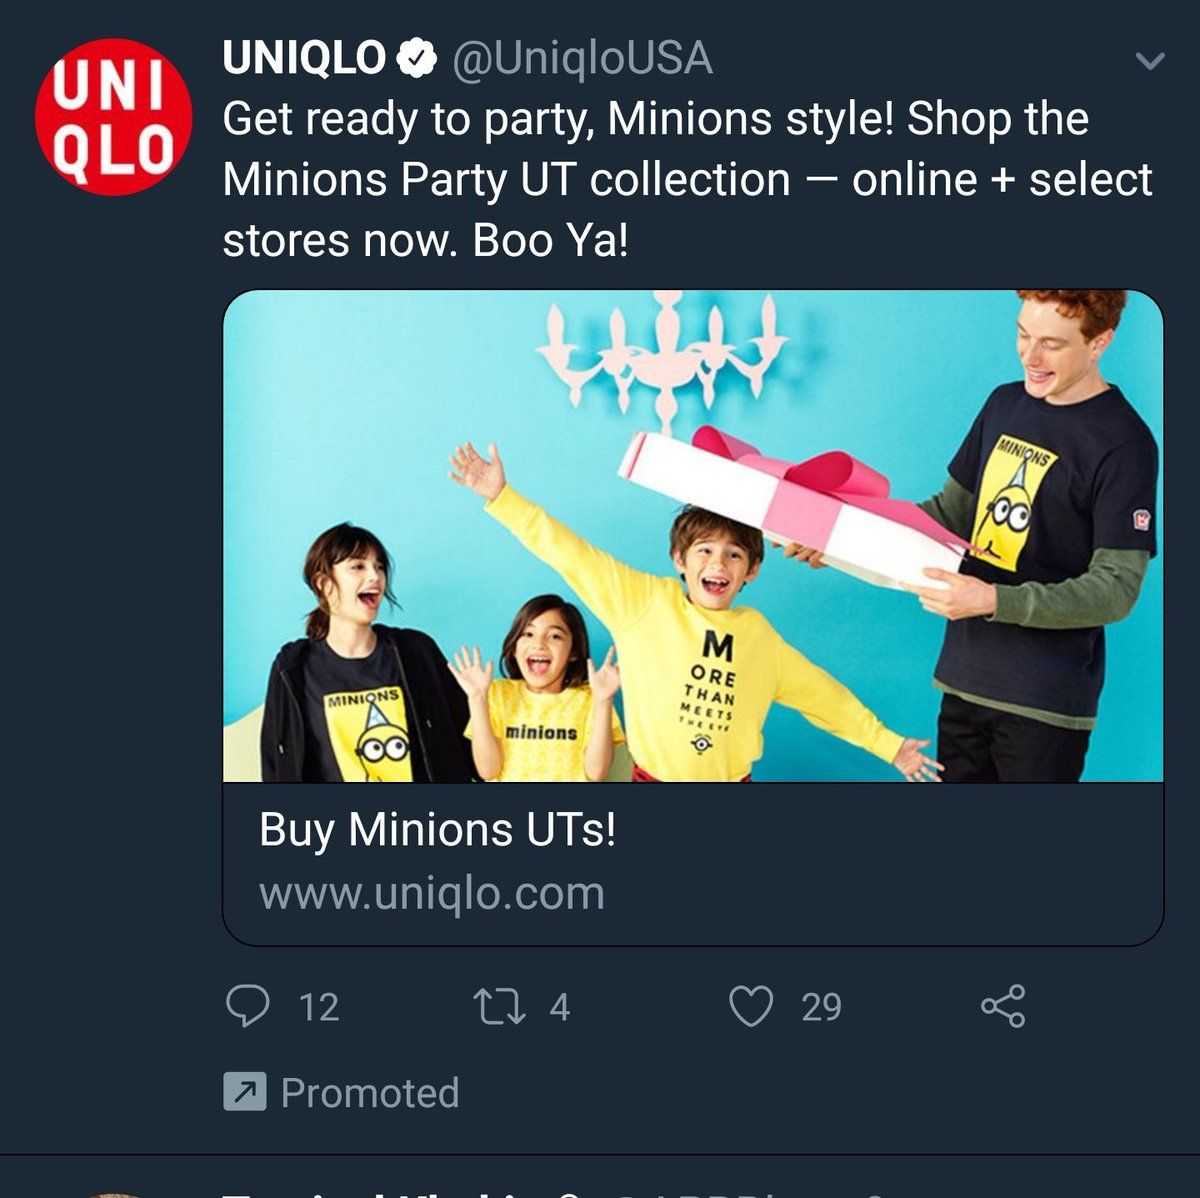 UNI
QLO
UNIQLO @UniqloUSA
Get ready to party, Minions style! Shop the
Minions Party UT collection — online + select
stores now. Boo Ya!
MINIONS
MINIONS
minions
M
ORE
THAN
MEETS
THE EYE
Buy Minions UTs!
www.uniqlo.com
12 4 29
Promoted